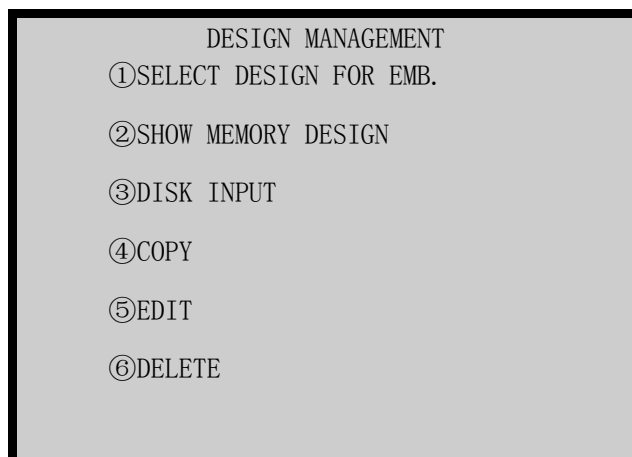 DESIGN MANAGEMENT
①SELECT DESIGN FOR EMB.
②SHOW MEMORY DESIGN
③DISK INPUT
④COPY
⑤EDIT
⑥DELETE